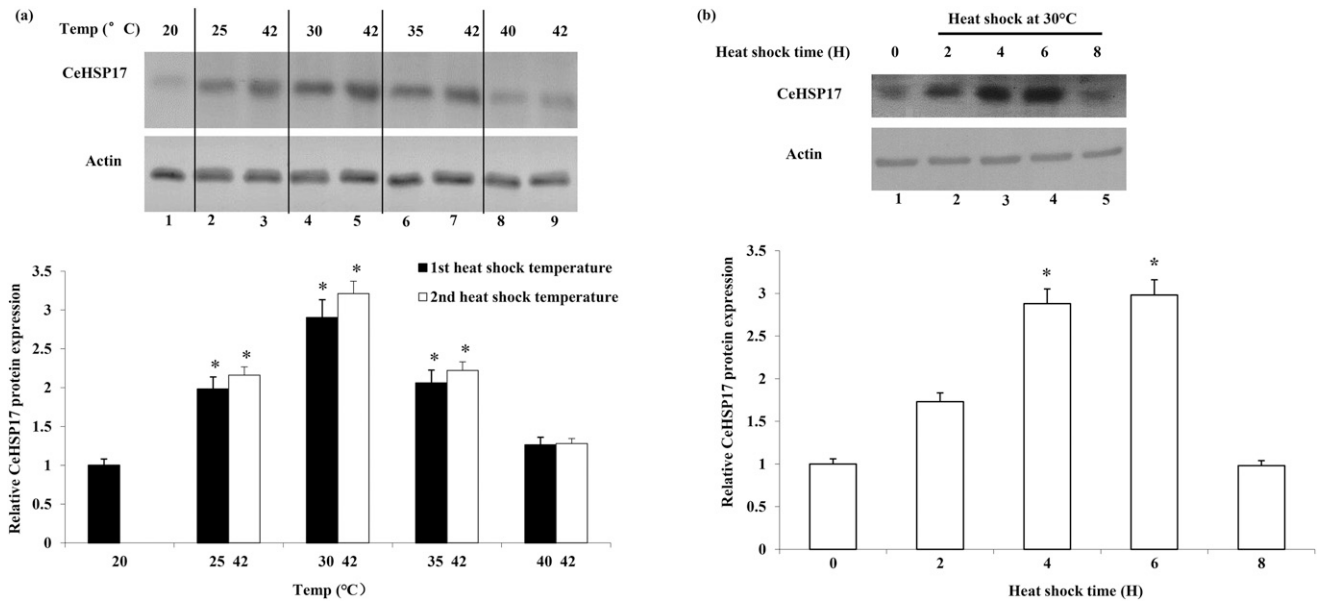 (a)
Temp (° C) 20 25 42 30 42 35 42 40 42
CeHSP17
Actin
1 2 3 4 5 6 7 8 9
Relative CeHSP17 protein expression
3.5
3
2.5
2
1.5
1
0.5
0
* * * * * *
1st heat shock temperature
2nd heat shock temperature
20 25 42 30 42 35 42 40 42
Temp (°C)
(b)
Heat shock at 30°C
Heat shock time (H) 0 2 4 6 8
CeHSP17
Actin
1 2 3 4 5
Relative CeHSP17 protein expression
3.5
3
2.5
2
1.5
1
0.5
0
* *
0 2 4 6 8
Heat shock time (H)